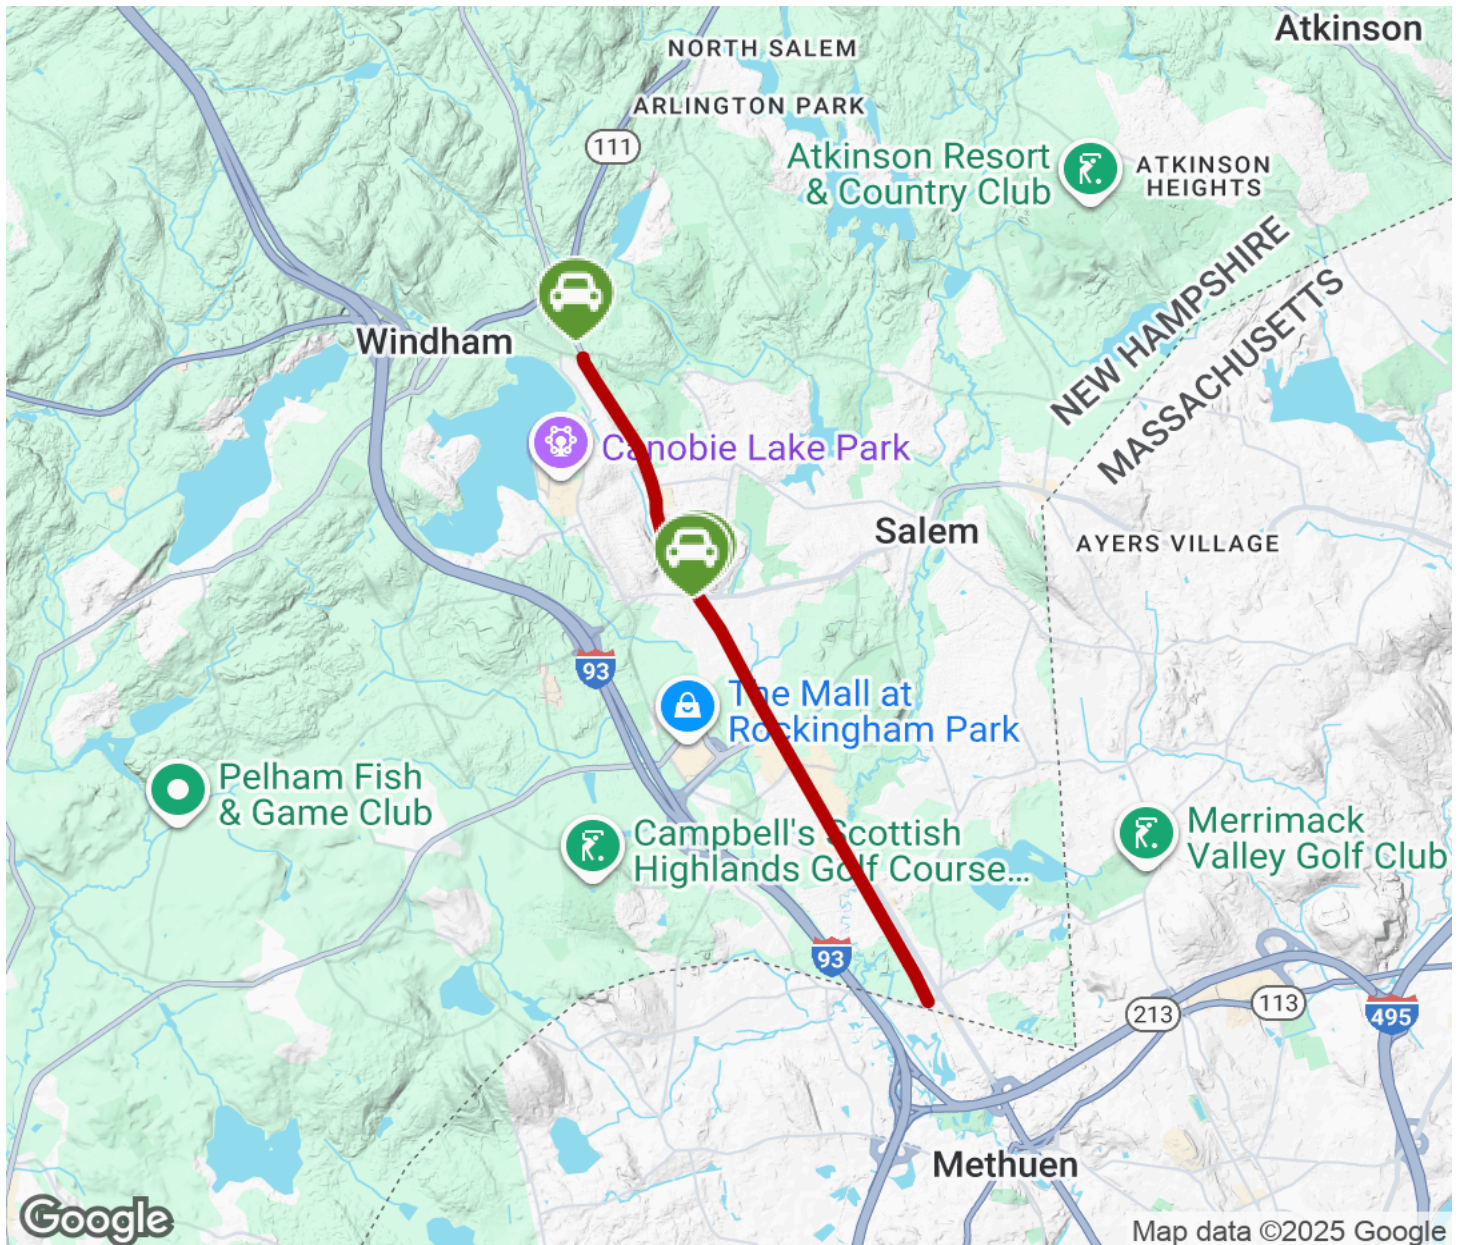 Atkinson
NORTH SALEM
ARLINGTON PARK
111
Atkinson Resort
& Country Club
ATKINSON
HEIGHTS
NEW HAMPSHIRE
MASSACHUSETTS
Windham
Canobie Lake Park
Salem
AYERS VILLAGE
93
The Mall at
Rockingham Park
Pelham Fish
& Game Club
Campbell's Scottish
Highlands Golf Course...
Merrimack
Valley Golf Club
93
213
113
495
Methuen
Google
Map data ©2025 Google